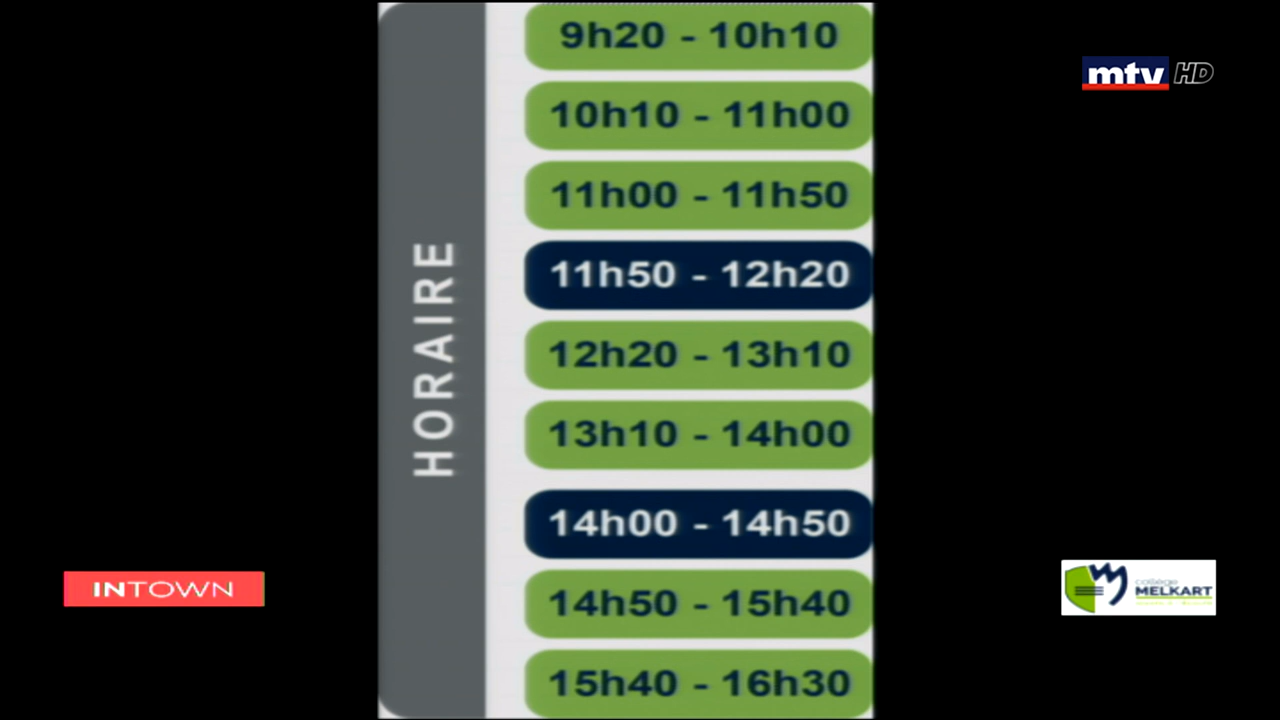 9h20 - 10h10
mtv HD
10h10 - 11h00
11h00 - 11h50
11h50 - 12h20
HORAIRE
12h20 - 13h10
13h10 - 14h00
14h00 - 14h50
INTOWN
14h50 - 15h40
collège
MELKART
15h40 - 16h30